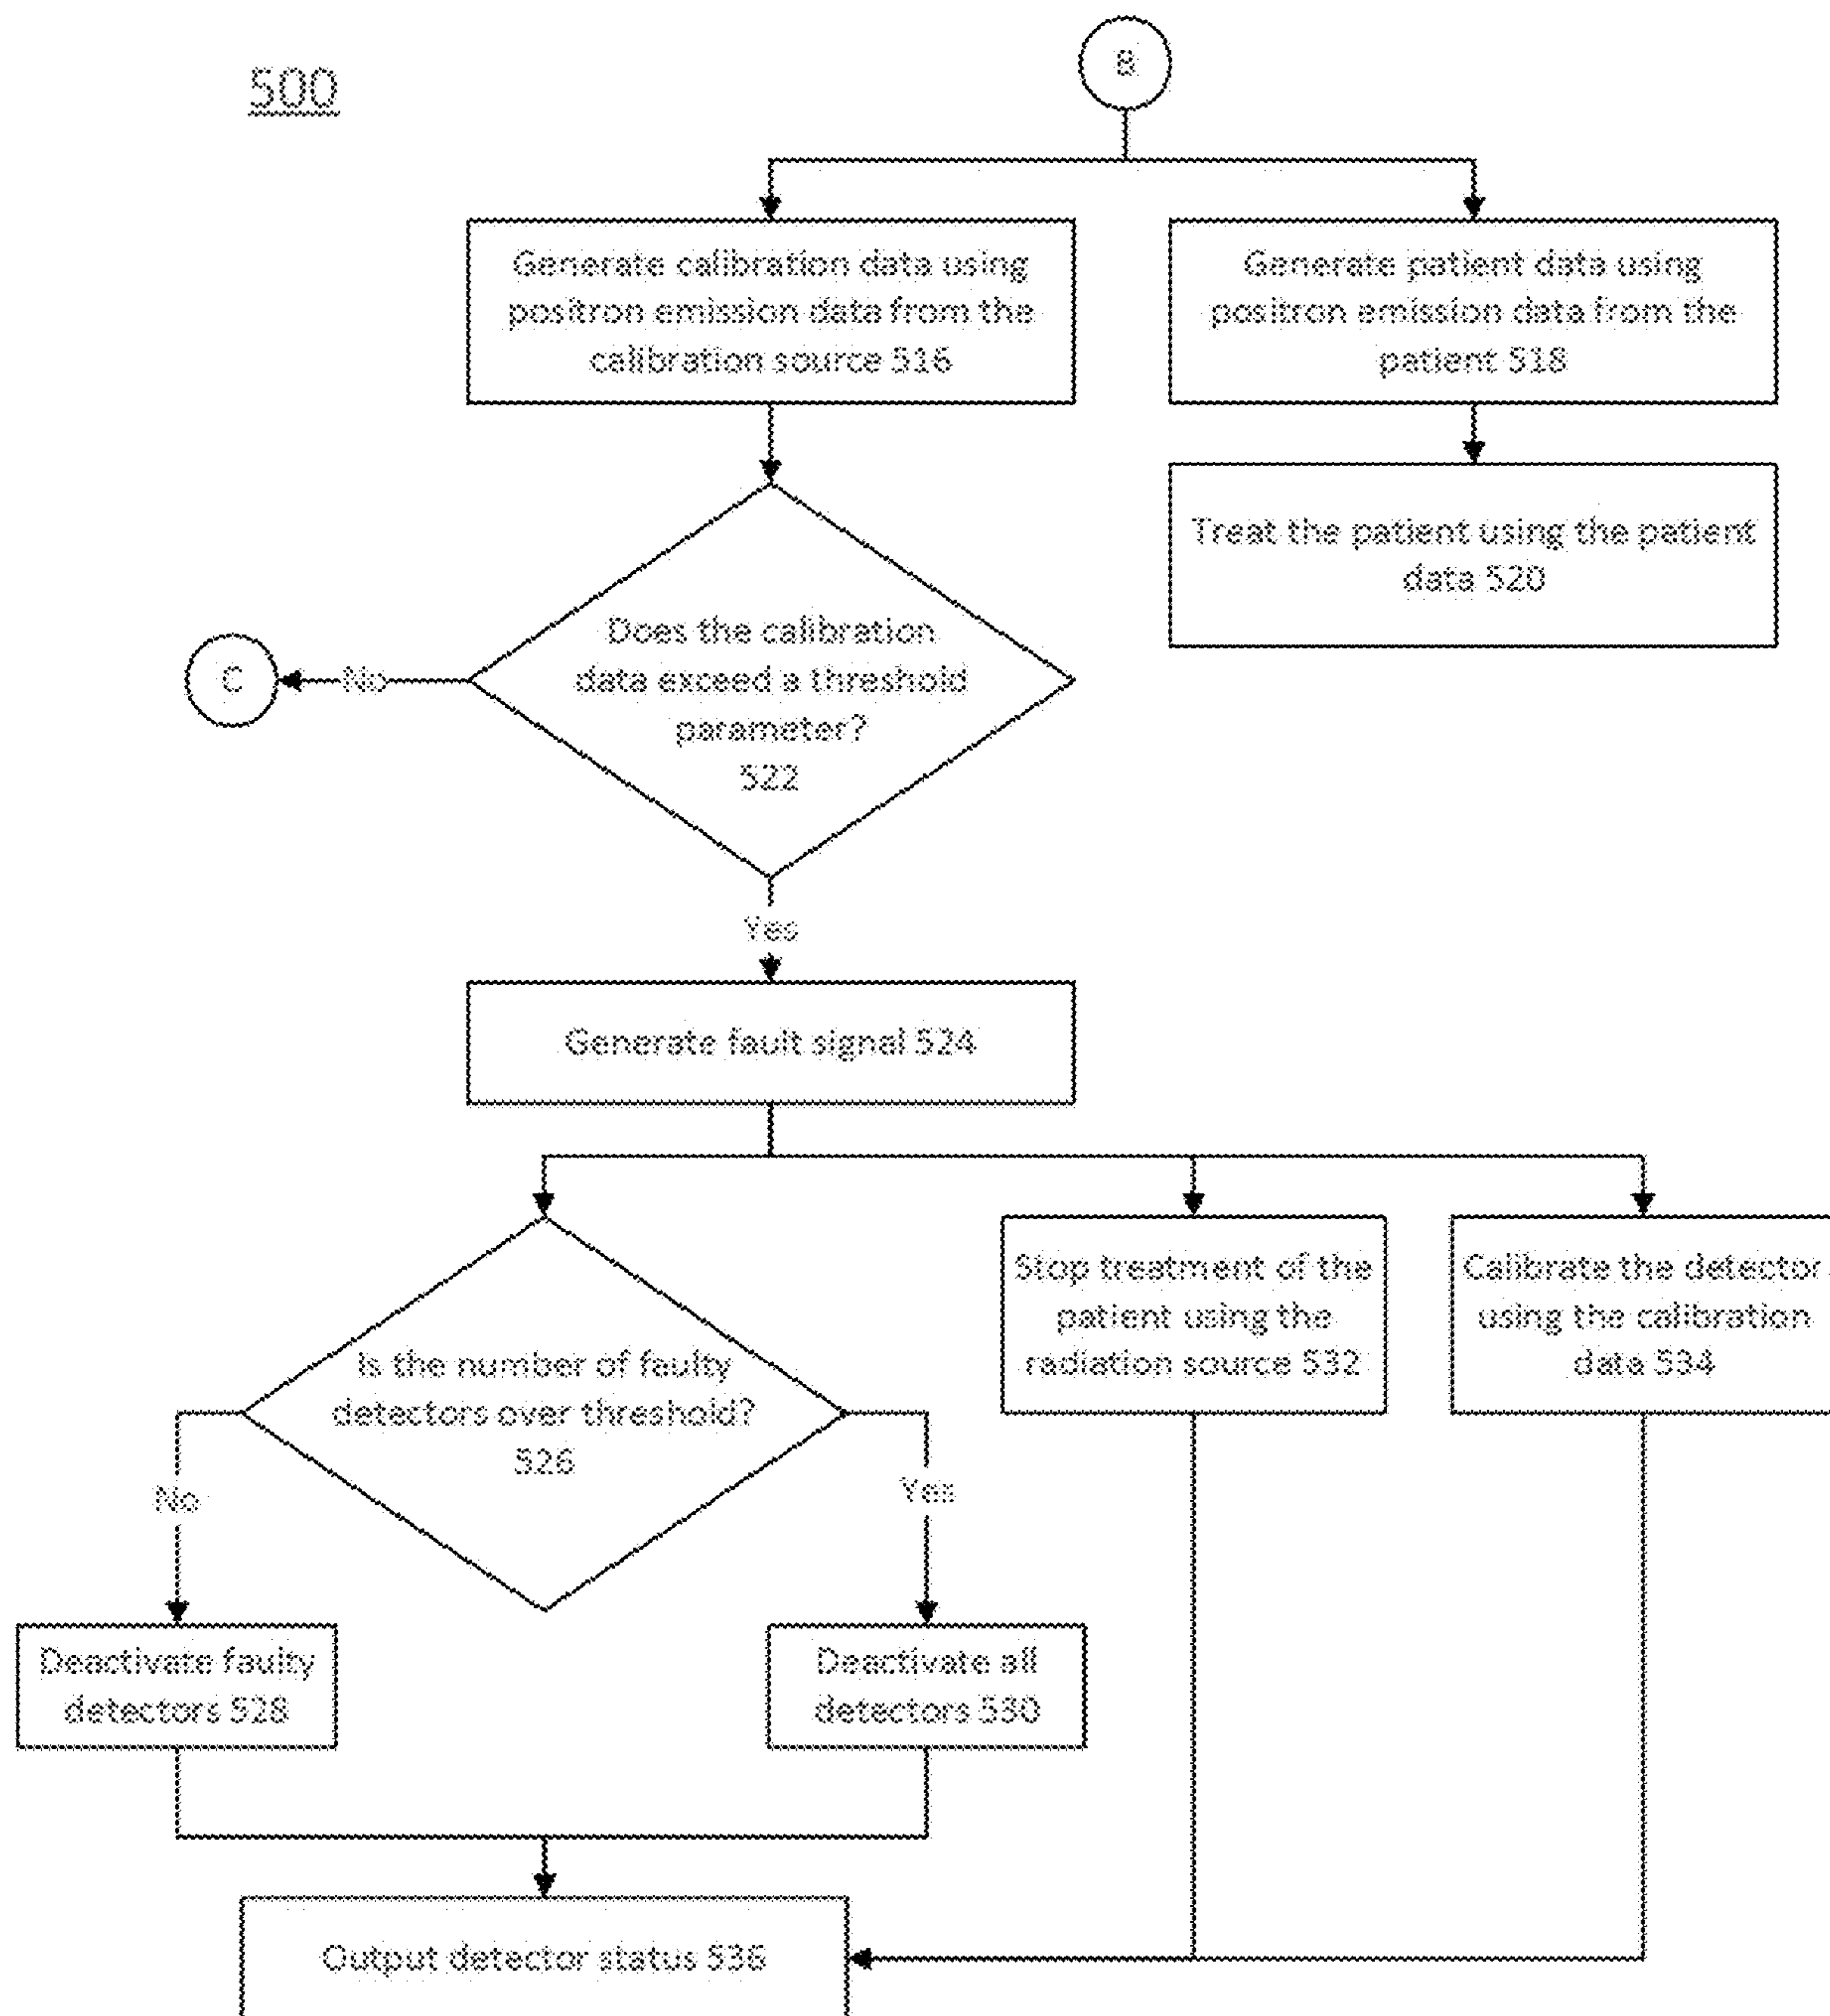 500
B
Generate calibration data using
positron emission data from the
calibration source 516
Generate patient data using
positron emission data from the
patient 518
Treat the patient using the patient
data 520
Does the calibration
data exceed a threshold
parameter?
522
No
C
Yes
Generate fault signal 524
Is the number of faulty
detectors over threshold?
526
Stop treatment of the
patient using the
radiation source 532
Calibrate the detector
using the calibration
data 534
No
Yes
Deactivate faulty
detectors 528
Deactivate all
detectors 530
Output detector status 536